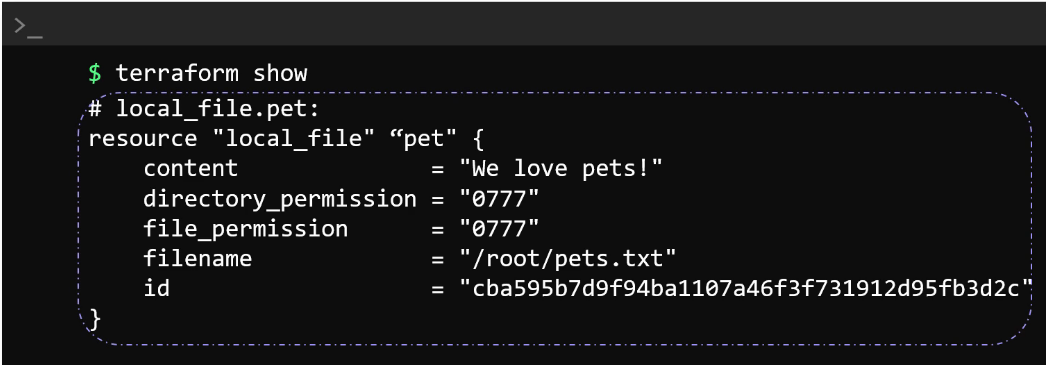 >_
$ terraform show
# local_file.pet:
resource "local_file" “pet" {
    content              = "We love pets!"
    directory_permission = "0777"
    file_permission      = "0777"
    filename             = "/root/pets.txt"
    id                   = "cba595b7d9f94ba1107a46f3f731912d95fb3d2c"
}